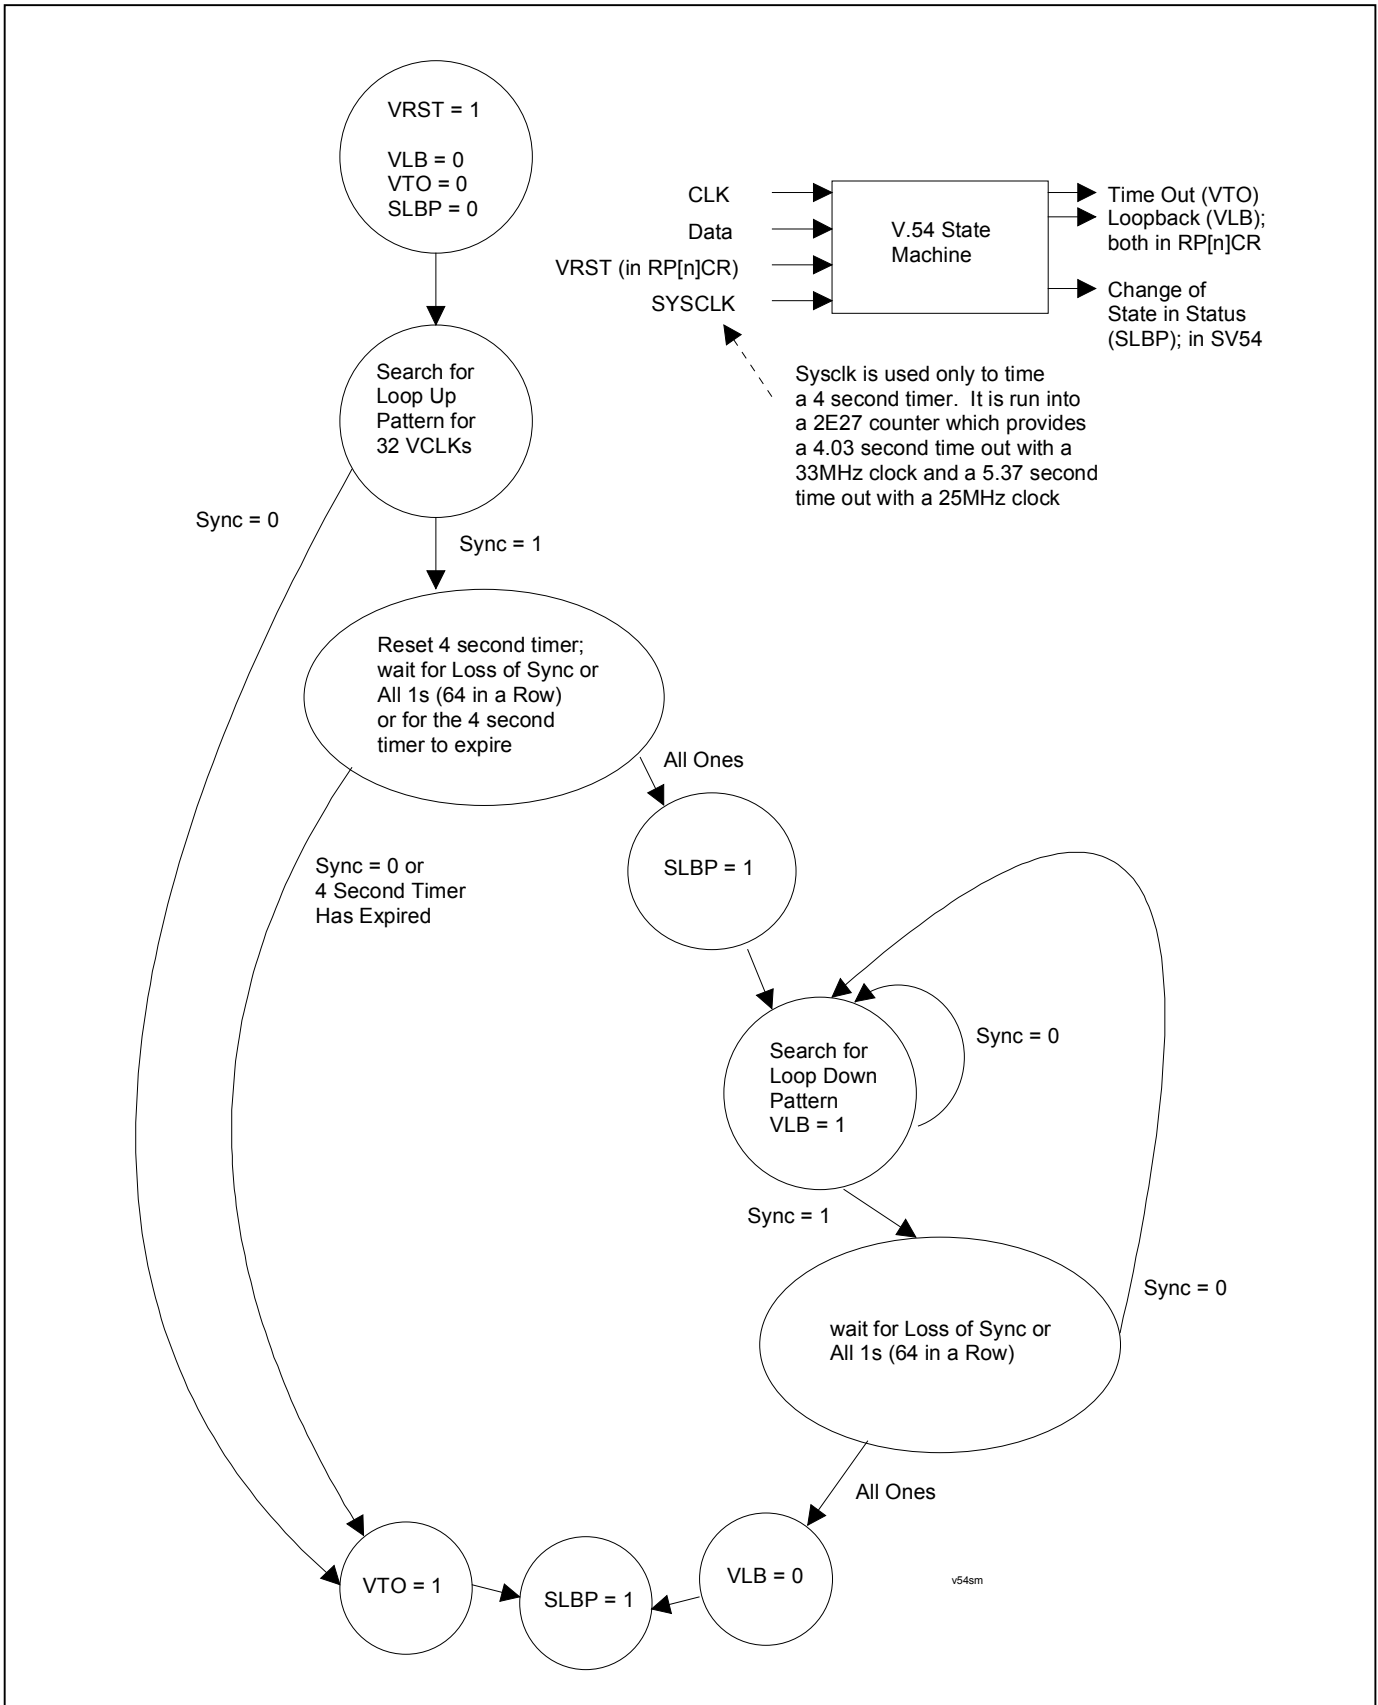 VRST = 1
VLB = 0
VTO = 0
SLBP = 0
CLK
Data
VRST (in RP[n]CR)
SYSCLK
V.54 State
Machine
Time Out (VTO)
Loopback (VLB);
both in RP[n]CR
Change of
State in Status
(SLBP); in SV54
Sysclk is used only to time
a 4 second timer.  It is run into
a 2E27 counter which provides
a 4.03 second time out with a
33MHz clock and a 5.37 second
time out with a 25MHz clock
Search for
Loop Up
Pattern for
32 VCLKs
Sync = 0
Sync = 1
Reset 4 second timer;
wait for Loss of Sync or
All 1s (64 in a Row)
or for the 4 second
timer to expire
All Ones
Sync = 0 or
4 Second Timer
Has Expired
SLBP = 1
Search for
Loop Down
Pattern
VLB = 1
Sync = 0
Sync = 1
wait for Loss of Sync or
All 1s (64 in a Row)
Sync = 0
All Ones
VTO = 1
SLBP = 1
VLB = 0
v54sm